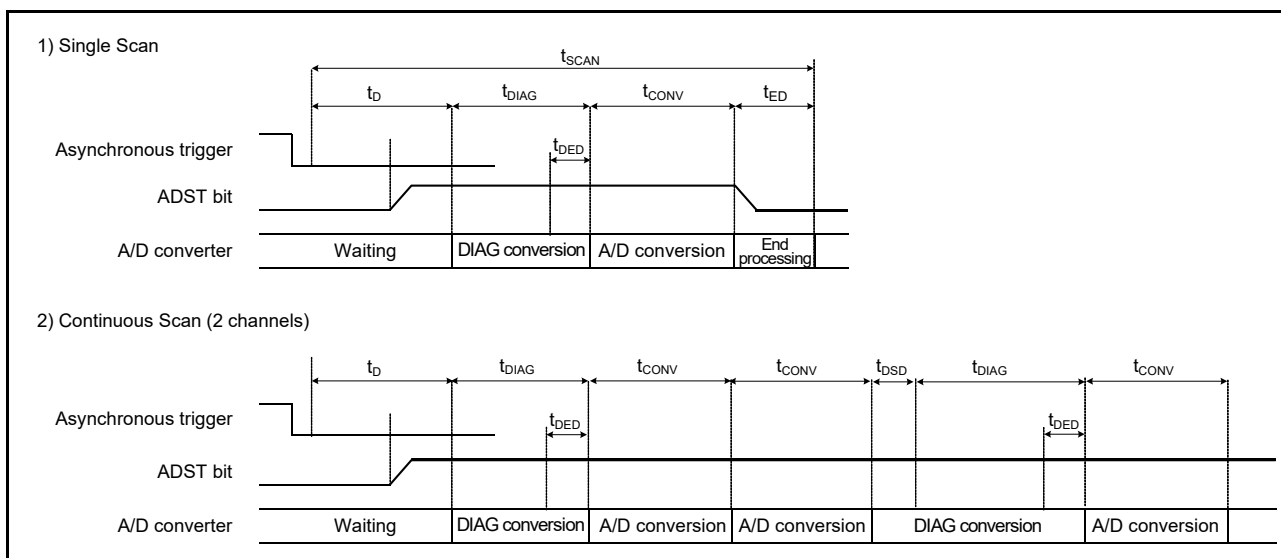 1) Single Scan
tSCAN
tD tDIAG tCONV tED
Asynchronous trigger
tDED
ADST bit
A/D converter Waiting DIAG conversion A/D conversion End processing
2) Continuous Scan (2 channels)
tD tDIAG tCONV tCONV tDSD tDIAG tCONV
Asynchronous trigger
tDED tDED
ADST bit
A/D converter Waiting DIAG conversion A/D conversion A/D conversion DIAG conversion A/D conversion